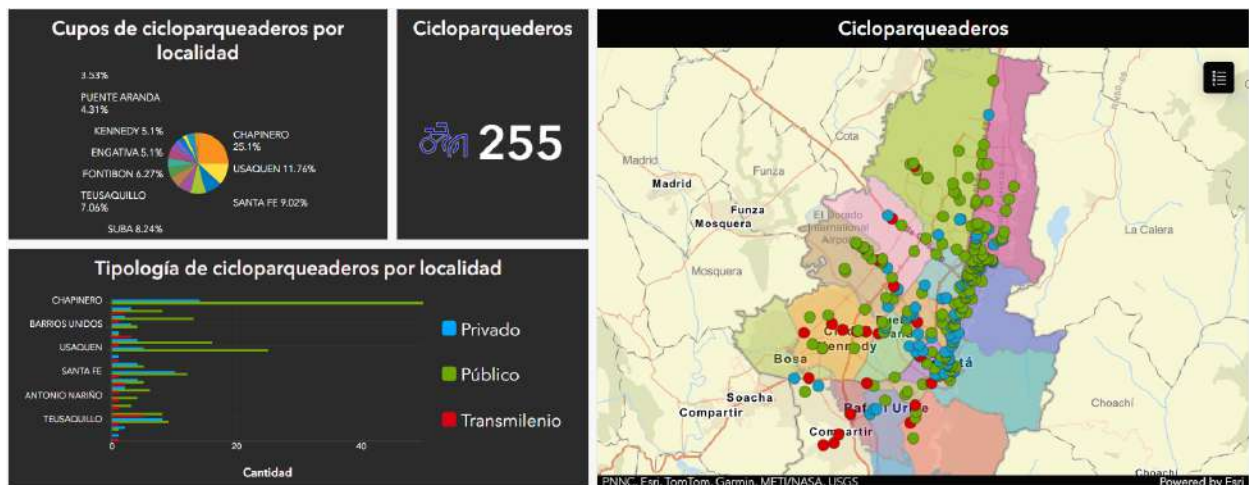 Cupos de cicloparqueaderos por
localidad
3.53%
PUENTE ARANDA
4.31%
KENNEDY 5.1%
ENGATIVA 5.1%
FONTIBON 6.27%
TEUSAQUILLO
7.06%
SUBA 8.24%
CHAPINERO
25.1%
USAQUEN 11.76%
SANTA FE 9.02%
Cicloparquederos
255
Tipología de cicloparqueaderos por localidad
CHAPINERO
BARRIOS UNIDOS
USAQUEN
SANTA FE
ANTONIO NARIÑO
TEUSAQUILLO
0
20
40
Cantidad
Privado
Público
Transmilenio
Cicloparqueaderos
Cota
Madrid
Madrid
Funza
Funza
Mosquera
Mosquera
El Dorado
International
La Calera
Kennedy
Bosa
Soacha
Compartir
Compartir
Choachí
Choachí
PNNC, Esri, TomTom, Garmin, METI/NASA, USGS
Powered by Esri